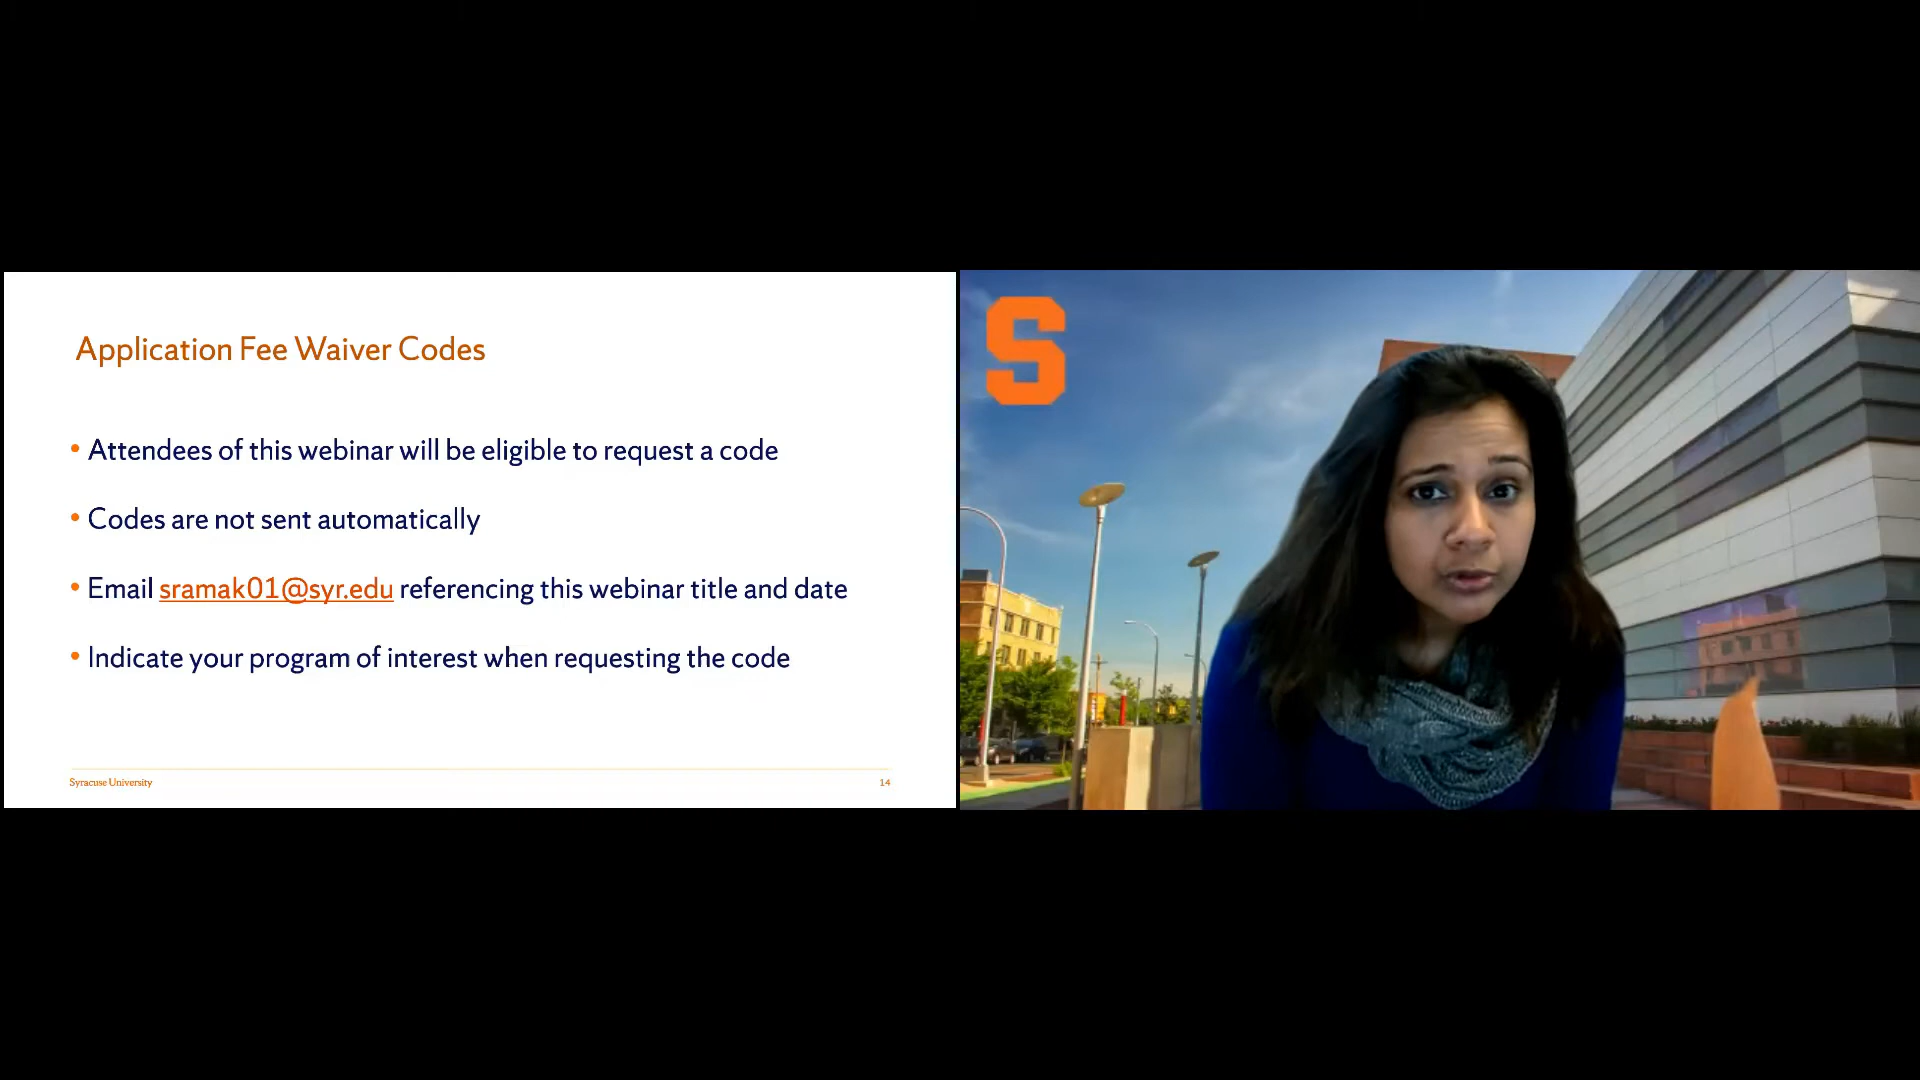 Application Fee Waiver Codes
• Attendees of this webinar will be eligible to request a code
• Codes are not sent automatically
• Email sramak01@syr.edu referencing this webinar title and date
• Indicate your program of interest when requesting the code
Syracuse University 14
S